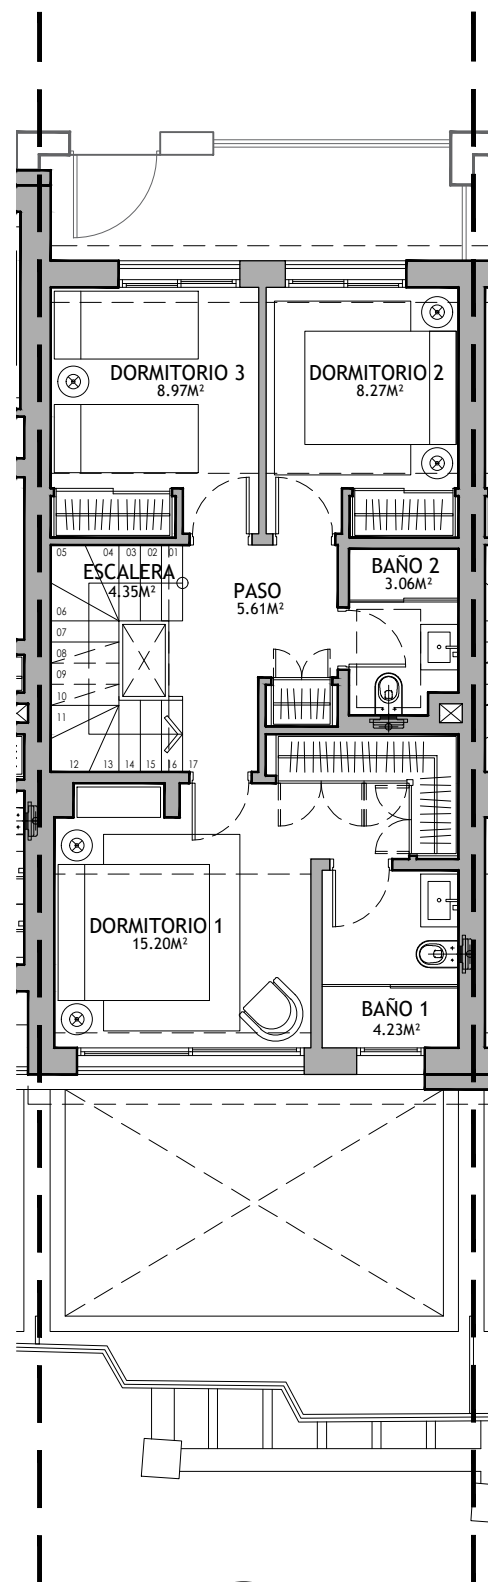 DORMITORIO 3
8.97M²
DORMITORIO 2
8.27M²
05
04
03
02
01
ESCALERA
4.35M²
BAÑO 2
3.06M²
PASO
5.61M²
06
07
08
09
10
11
12
13
14
15
16
17
DORMITORIO 1
15.20M²
BAÑO 1
4.23M²